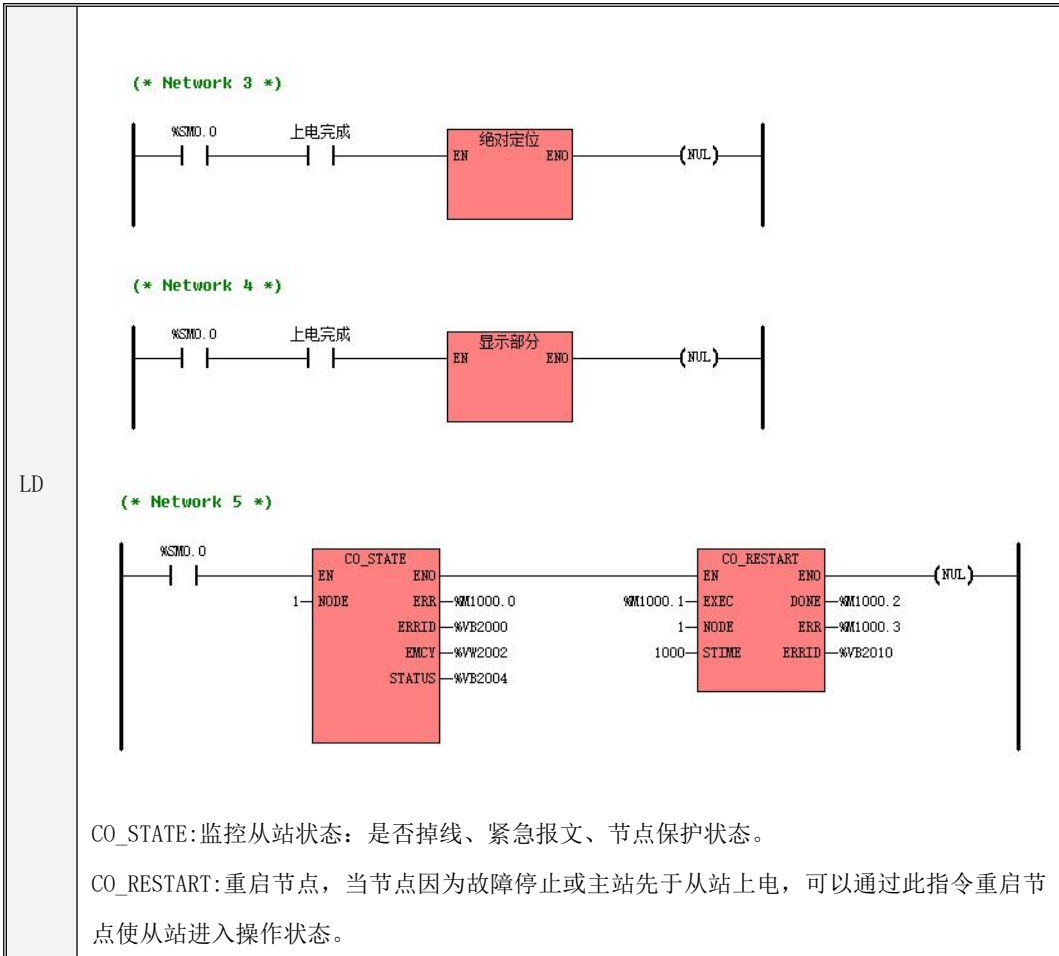 (* Network 3 *)
%SM0.0 上电完成 绝对定位
EN ENO (NUL)
(* Network 4 *)
%SM0.0 上电完成 显示部分
EN ENO (NUL)
LD
(* Network 5 *)
%SM0.0 CO_STATE CO_RESTART
EN ENO EN ENO (NUL)
1 NODE ERR %M1000.0 %M1000.1 EXEC DONE %M1000.2
ERRID %VB2000 1 NODE ERR %M1000.3
EMCY %VW2002 1000 STIME ERRID %VB2010
STATUS %VB2004
CO_STATE:监控从站状态：是否掉线、紧急报文、节点保护状态。
CO_RESTART:重启节点，当节点因为故障停止或主站先于从站上电，可以通过此指令重启节
点使从站进入操作状态。